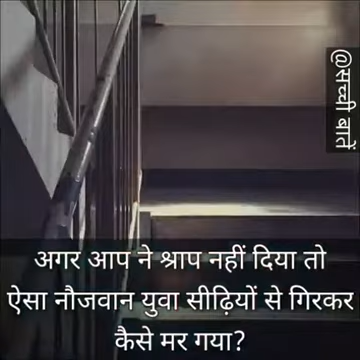 @सच्ची बातें
अगर आप ने श्राप नहीं दिया तो
ऐसा नौजवान युवा सीढ़ियों से गिरकर
कैसे मर गया?